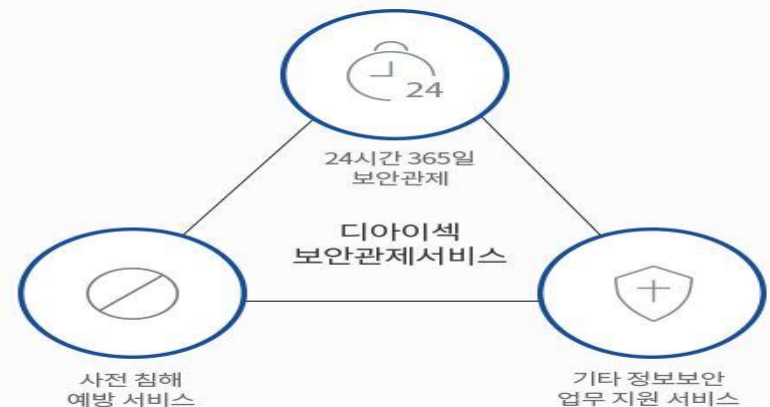 24
24시간 365일
보안관제
디아이섹
보안관제서비스
사전 침해
예방 서비스
기타 정보보안
업무 지원 서비스